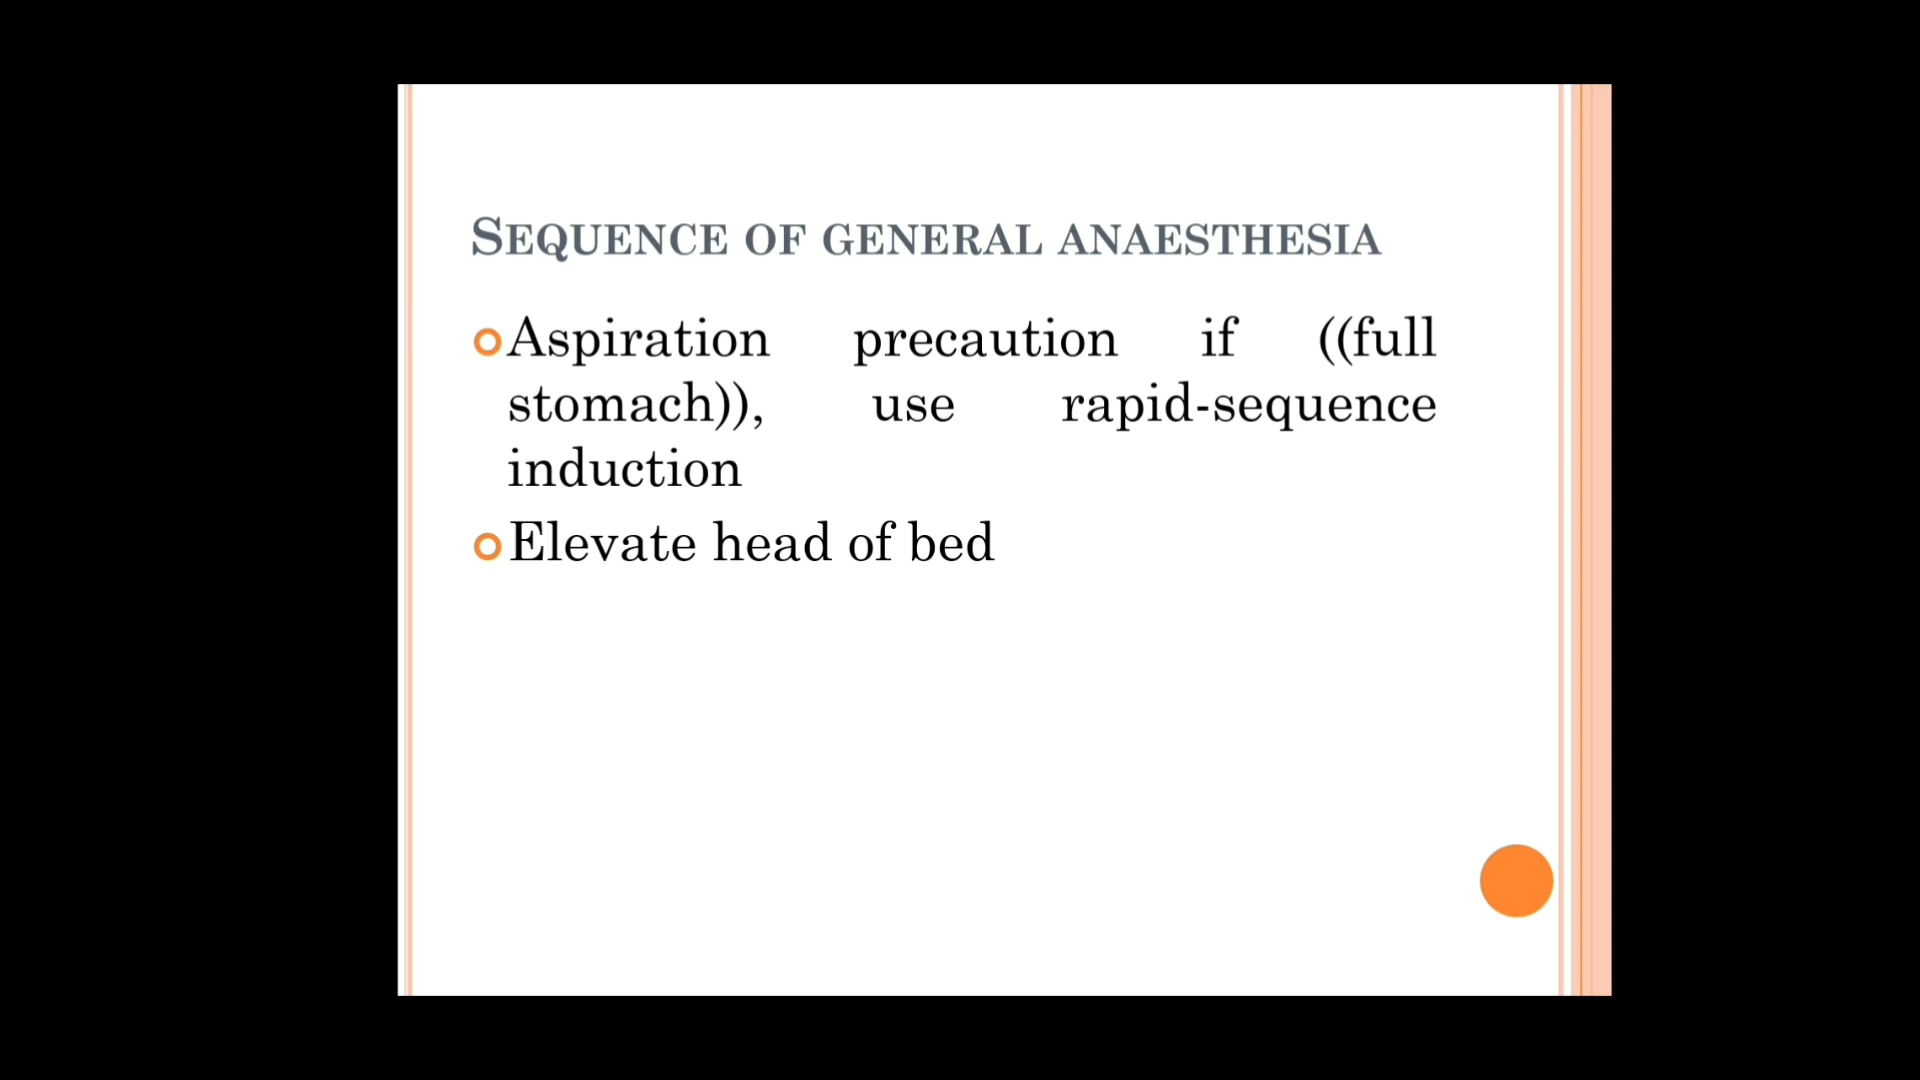 SEQUENCE OF GENERAL ANAESTHESIA
Aspiration precaution if ((full
stomach)), use rapid-sequence
induction
Elevate head of bed